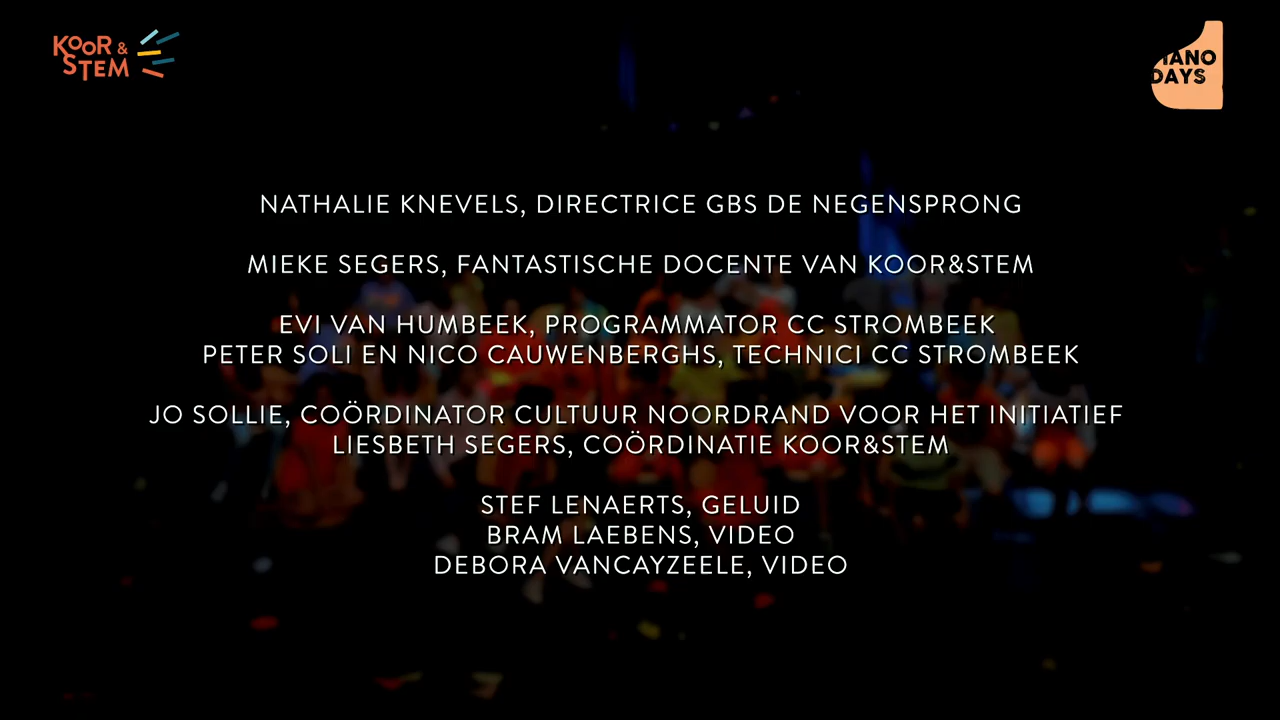 KOOR &
STEM
PIANO
DAYS
NATHALIE KNEVELS, DIRECTRICE GBS DE NEGENSPRONG
MIEKE SEGERS, FANTASTISCHE DOCENTE VAN KOOR&STEM
EVI VAN HUMBEEK, PROGRAMMATOR CC STROMBEEK
PETER SOLI EN NICO CAUWENBERGHS, TECHNICI CC STROMBEEK
JO SOLLIE, COÖRDINATOR CULTUUR NOORDRAND VOOR HET INITIATIEF
LIESBETH SEGERS, COÖRDINATIE KOOR&STEM
STEF LENAERTS, GELUID
BRAM LAEBENS, VIDEO
DEBORA VANCAYZEELE, VIDEO